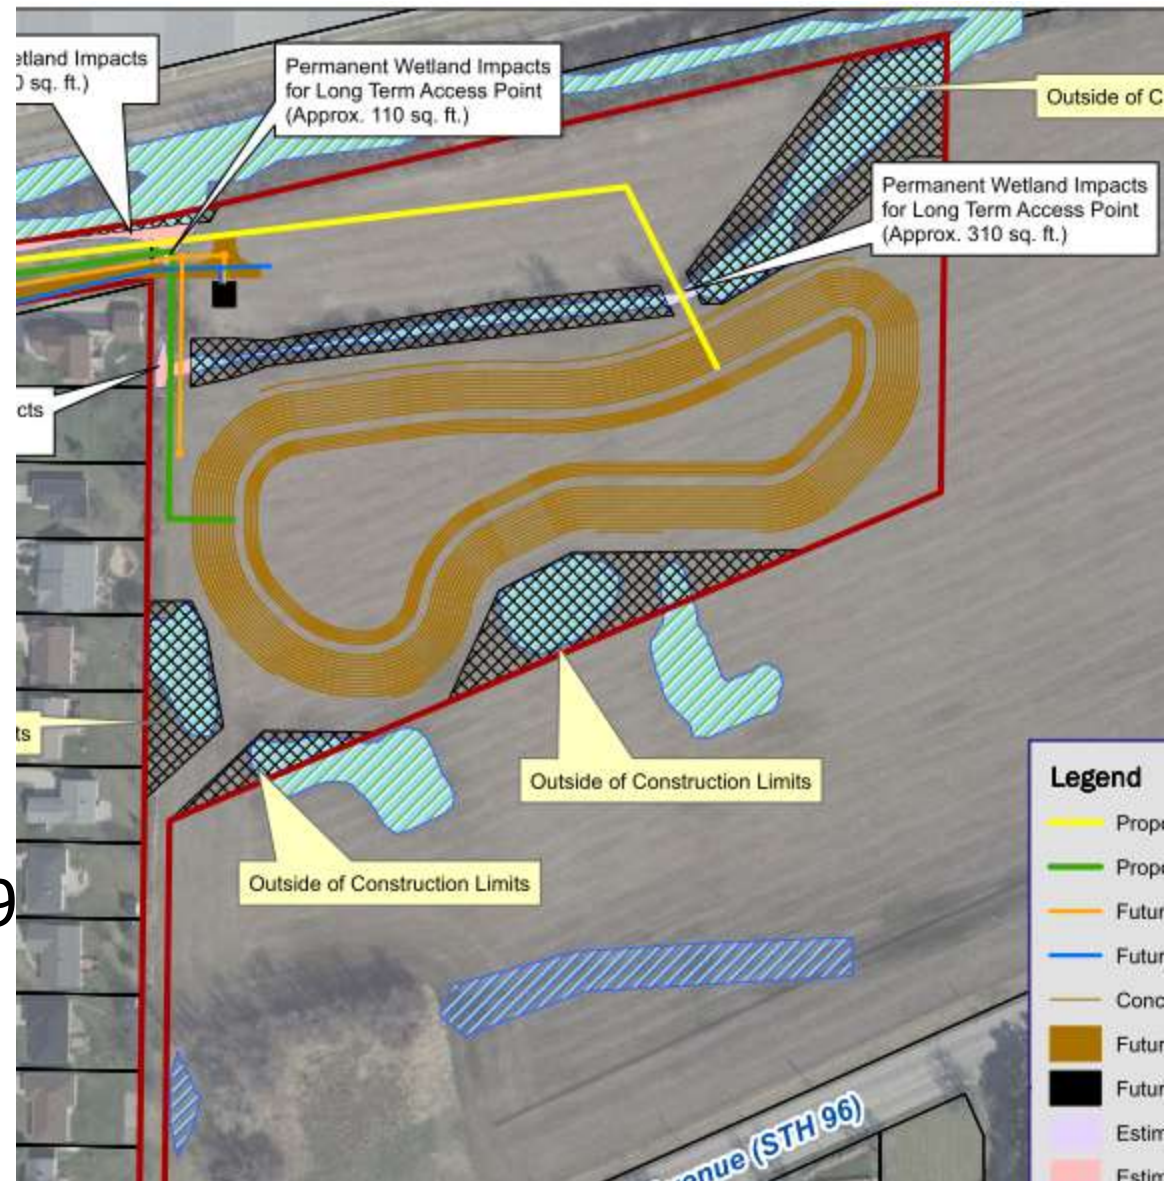 etland Impacts
0 sq. ft.)
Permanent Wetland Impacts
for Long Term Access Point
(Approx. 110 sq. ft.)
Outside of C
Permanent Wetland Impacts
for Long Term Access Point
(Approx. 310 sq. ft.)
cts
ts
Outside of Construction Limits
Outside of Construction Limits
9
Legend
Prop
Prop
Futur
Futur
Conc
Futur
Futur
Estim
Estim
enue (STH 96)